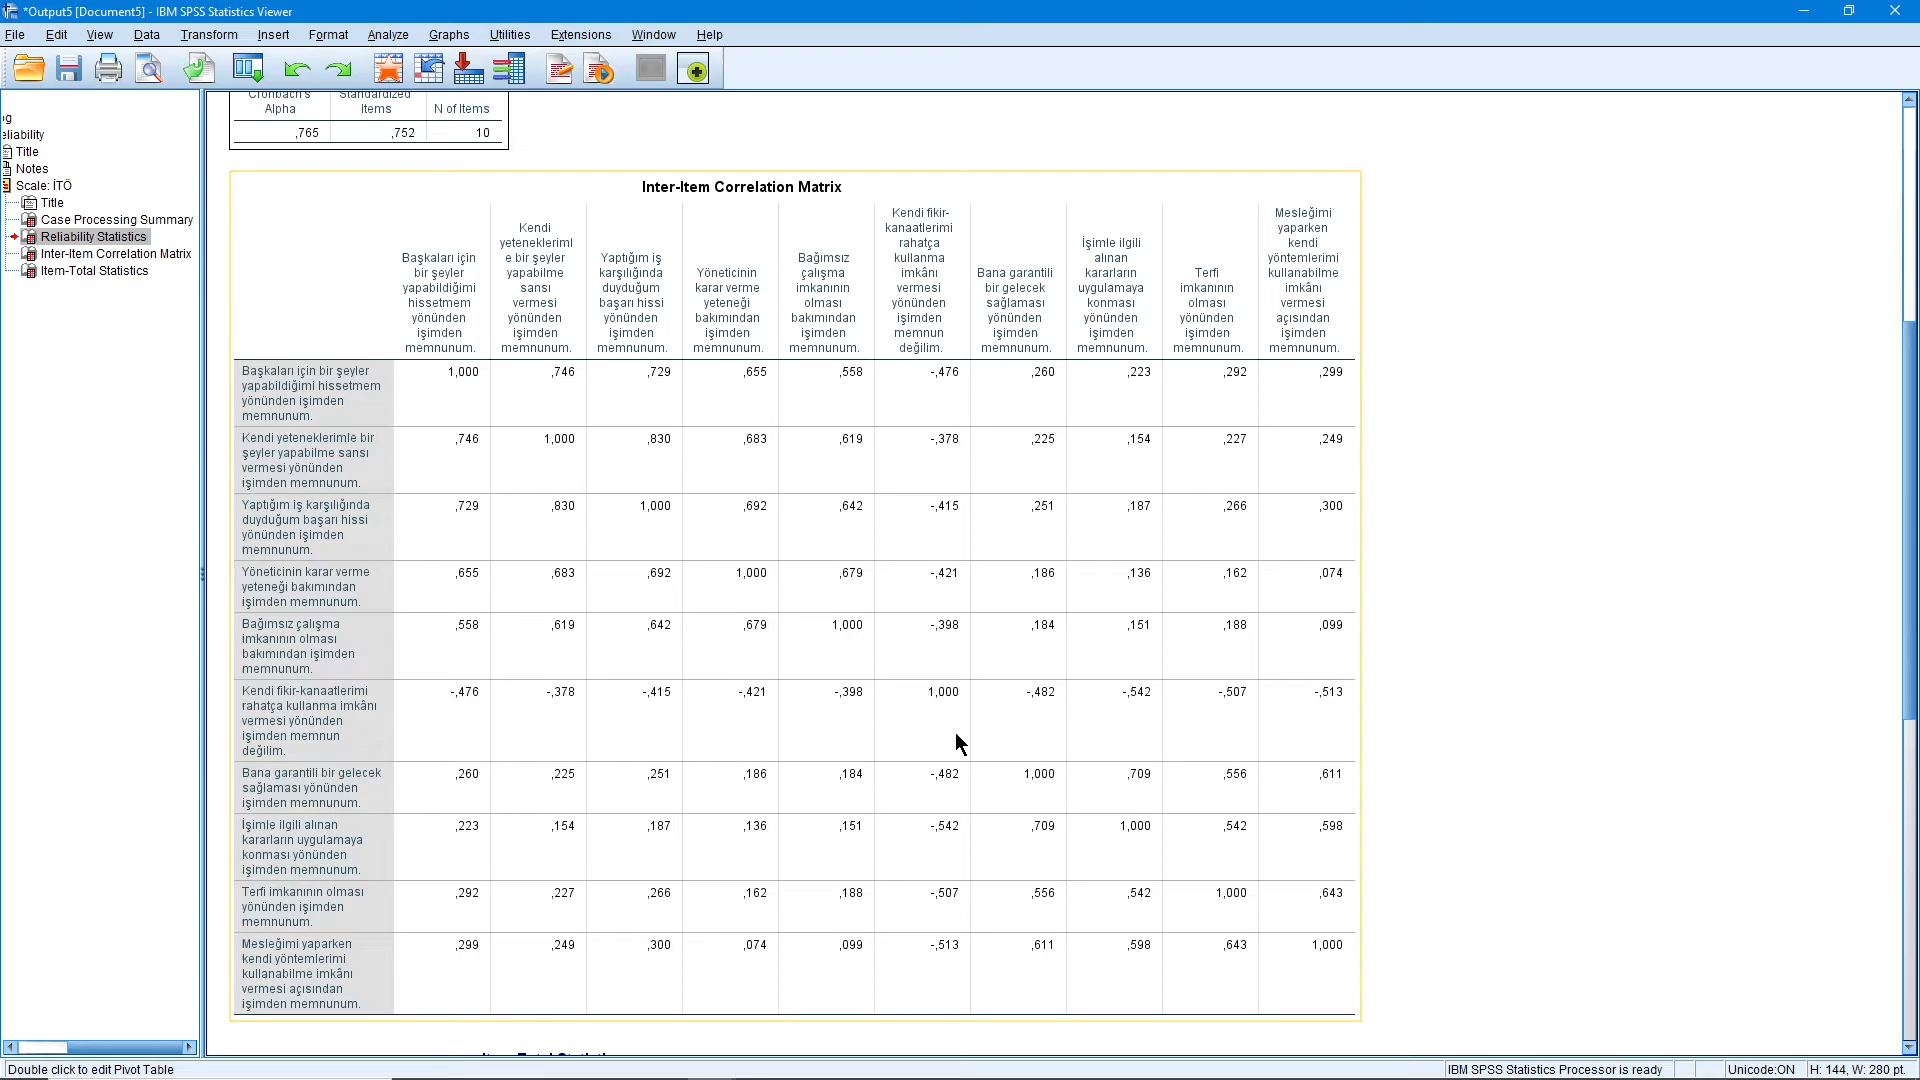 *Output5 [Document5] - IBM SPSS Statistics Viewer
File Edit View Data Transform Insert Format Analyze Graphs Utilities Extensions Window Help
og
eliability
Title
Notes
Scale: İTÖ
Title
Case Processing Summary
Reliability Statistics
Inter-Item Correlation Matrix
Item-Total Statistics
Cronbach's Standardized
Alpha Items N of Items
,765 ,752 10
Inter-Item Correlation Matrix
Başkaları için
bir şeyler
yapabildiğimi
hissetmem
yönünden
işimden
memnunum.
Kendi
yetenekleriml
e bir şeyler
yapabilme
sansı
vermesi
yönünden
işimden
memnunum.
Yaptığım iş
karşılığında
duyduğum
başarı hissi
yönünden
işimden
memnunum.
Yöneticinin
karar verme
yeteneği
bakımından
işimden
memnunum.
Bağımsız
çalışma
imkanının
olması
bakımından
işimden
memnunum.
Kendi fikir-
kanaatlerimi
rahatça
kullanma
imkânı
vermesi
yönünden
işimden
memnun
değilim.
Bana garantili
bir gelecek
sağlaması
yönünden
işimden
memnunum.
İşimle ilgili
alınan
kararların
uygulamaya
konması
yönünden
işimden
memnunum.
Terfi
imkanının
olması
yönünden
işimden
memnunum.
Mesleğimi
yaparken
kendi
yöntemlerimi
kullanabilme
imkânı
vermesi
açısından
işimden
memnunum.
Başkaları için bir şeyler 1,000 ,746 ,729 ,655 ,558 -,476 ,260 ,223 ,292 ,299
yapabildiğimi hissetmem
yönünden işimden
memnunum.
Kendi yeteneklerimle bir ,746 1,000 ,830 ,683 ,619 -,378 ,225 ,154 ,227 ,249
şeyler yapabilme sansı
vermesi yönünden
işimden memnunum.
Yaptığım iş karşılığında ,729 ,830 1,000 ,692 ,642 -,415 ,251 ,187 ,266 ,300
duyduğum başarı hissi
yönünden işimden
memnunum.
Yöneticinin karar verme ,655 ,683 ,692 1,000 ,679 -,421 ,186 ,136 ,162 ,074
yeteneği bakımından
işimden memnunum.
Bağımsız çalışma ,558 ,619 ,642 ,679 1,000 -,398 ,184 ,151 ,188 ,099
imkanının olması
bakımından işimden
memnunum.
Kendi fikir-kanaatlerimi -,476 -,378 -,415 -,421 -,398 1,000 -,482 -,542 -,507 -,513
rahatça kullanma imkânı
vermesi yönünden
işimden memnun
değilim.
Bana garantili bir gelecek ,260 ,225 ,251 ,186 ,184 -,482 1,000 ,709 ,556 ,611
sağlaması yönünden
işimden memnunum.
İşimle ilgili alınan ,223 ,154 ,187 ,136 ,151 -,542 ,709 1,000 ,542 ,598
kararların uygulamaya
konması yönünden
işimden memnunum.
Terfi imkanının olması ,292 ,227 ,266 ,162 ,188 -,507 ,556 ,542 1,000 ,643
yönünden işimden
memnunum.
Mesleğimi yaparken ,299 ,249 ,300 ,074 ,099 -,513 ,611 ,598 ,643 1,000
kendi yöntemlerimi
kullanabilme imkânı
vermesi açısından
işimden memnunum.
Double click to edit Pivot Table
IBM SPSS Statistics Processor is ready Unicode:ON H: 144, W: 280 pt.